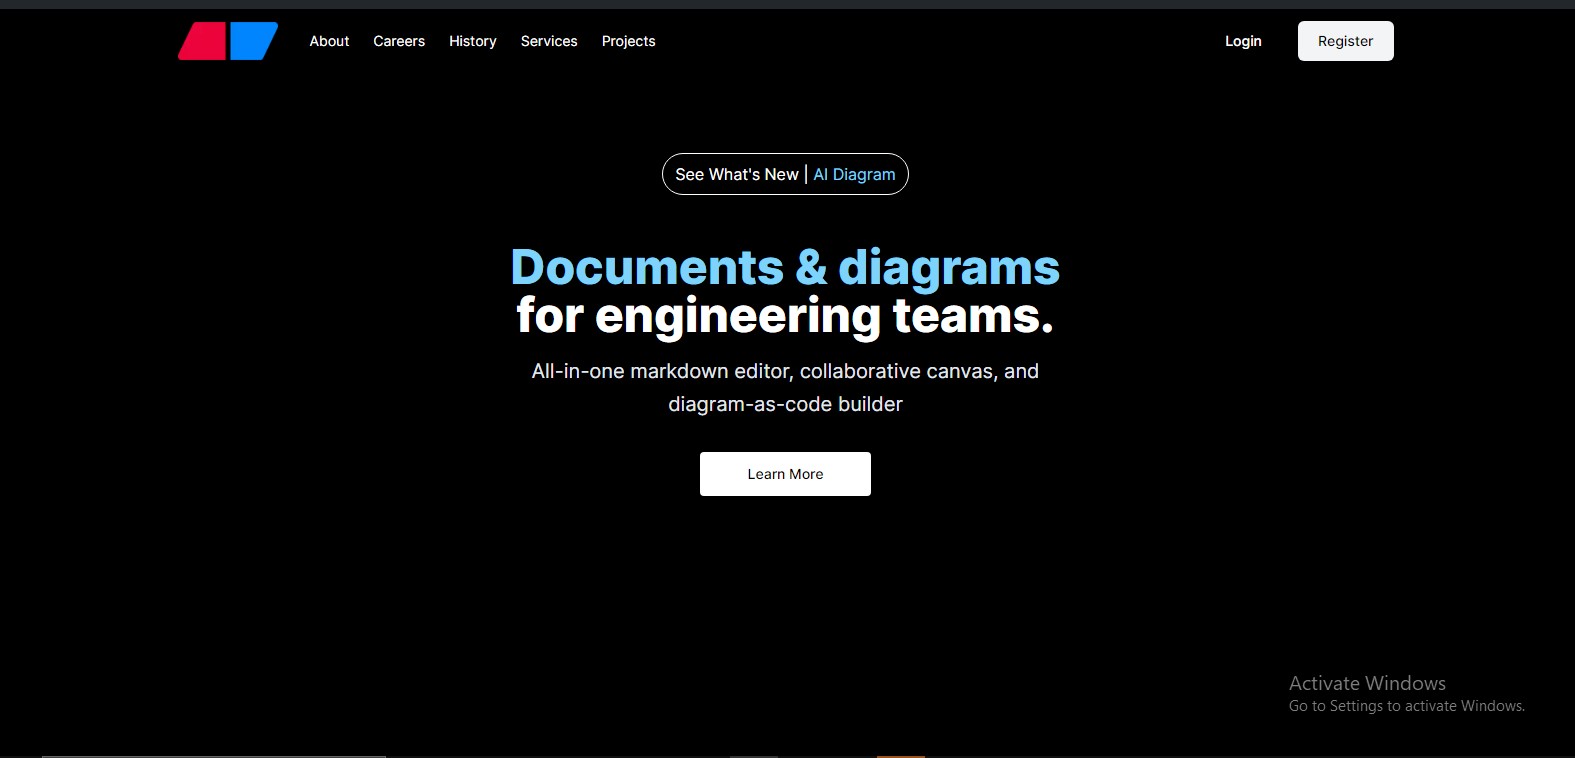 About Careers History Services Projects Login Register
See What's New | AI Diagram
Documents & diagrams
for engineering teams.
All-in-one markdown editor, collaborative canvas, and
diagram-as-code builder
Learn More
Activate Windows
Go to Settings to activate Windows.